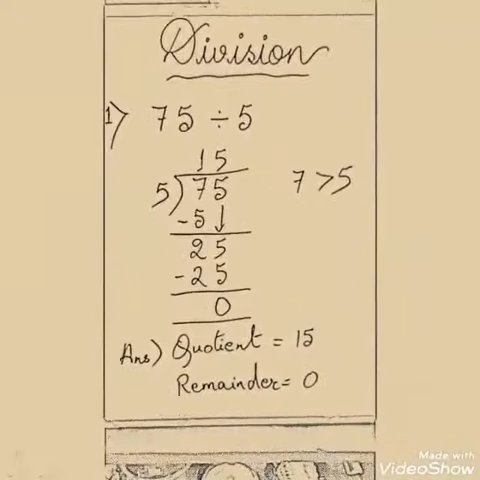 Division
1) 75 ÷ 5
15
5)75 7 > 5
-5↓
25
-25
0
Ans) Quotient = 15
Remainder = 0
Made with
VideoShow